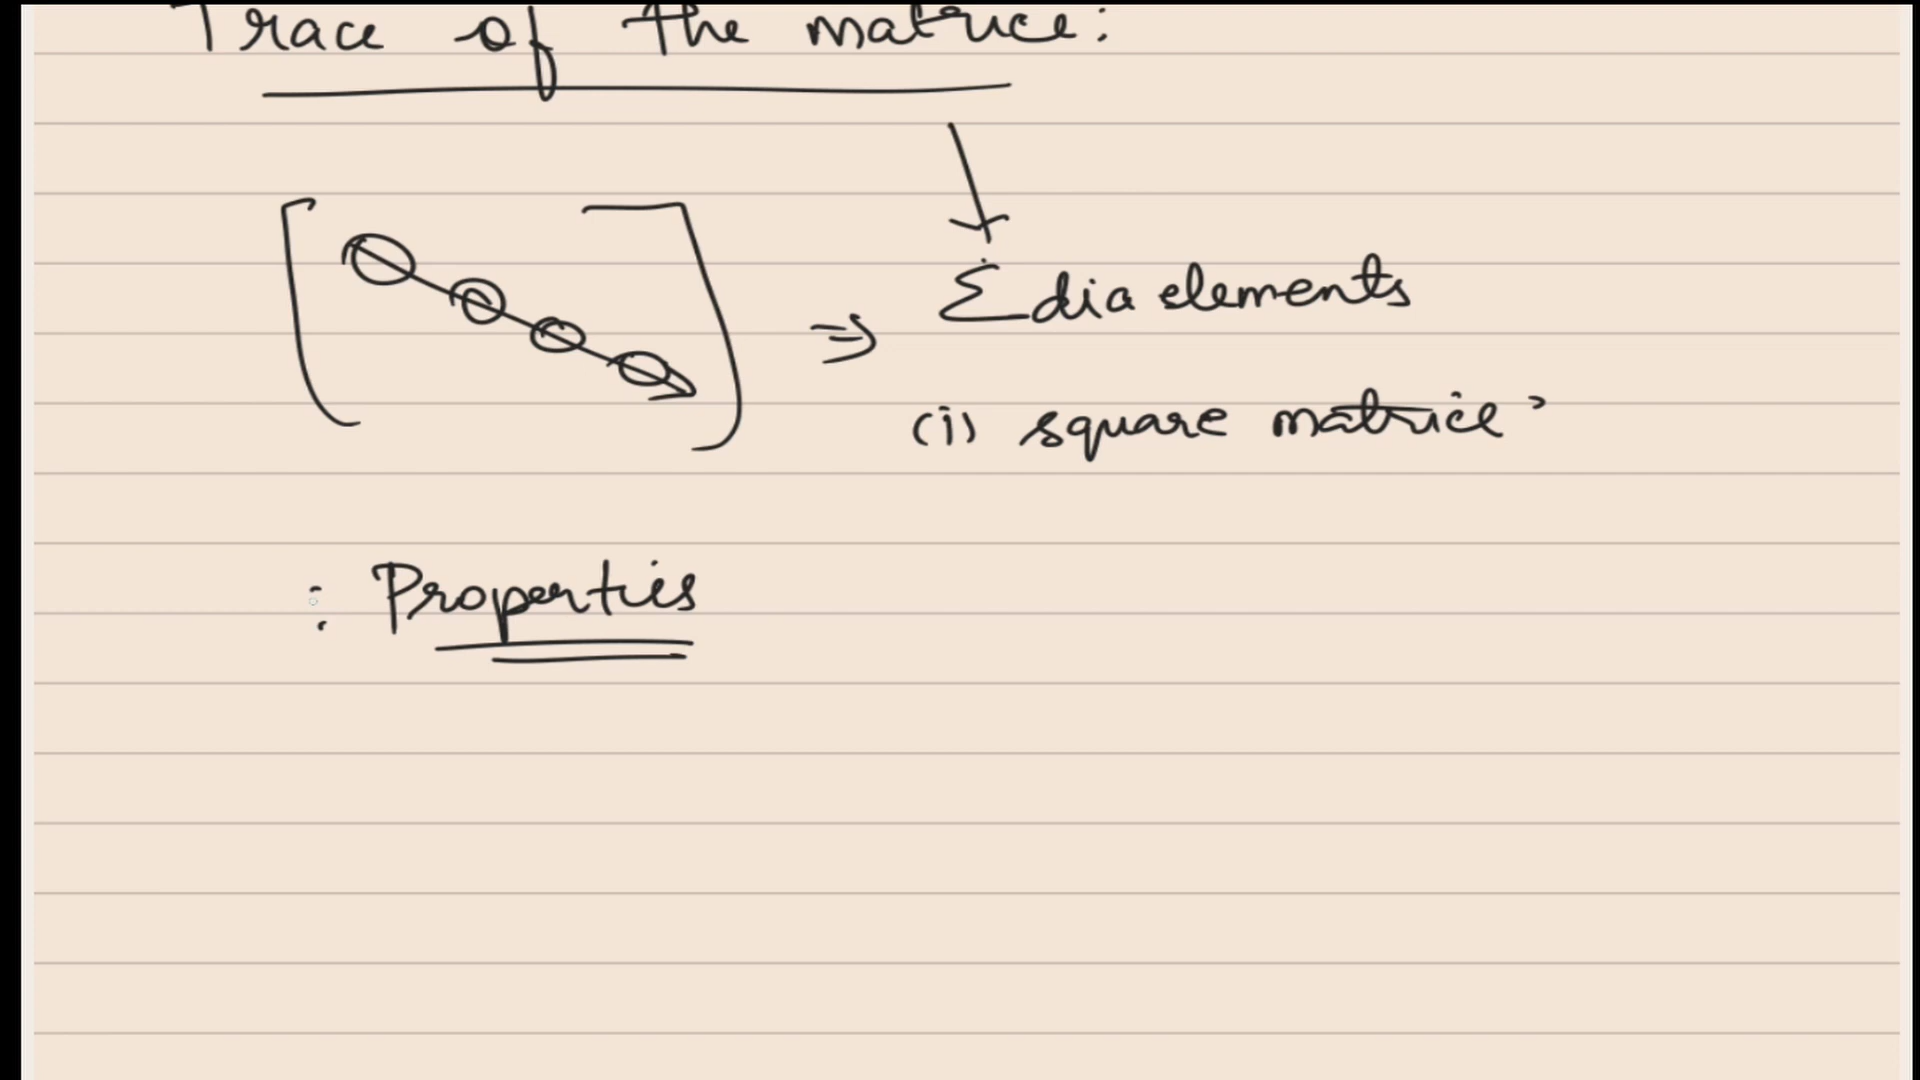 Trace of the matrice:
⇒ Σ dia elements
(i) square matrice
: Properties